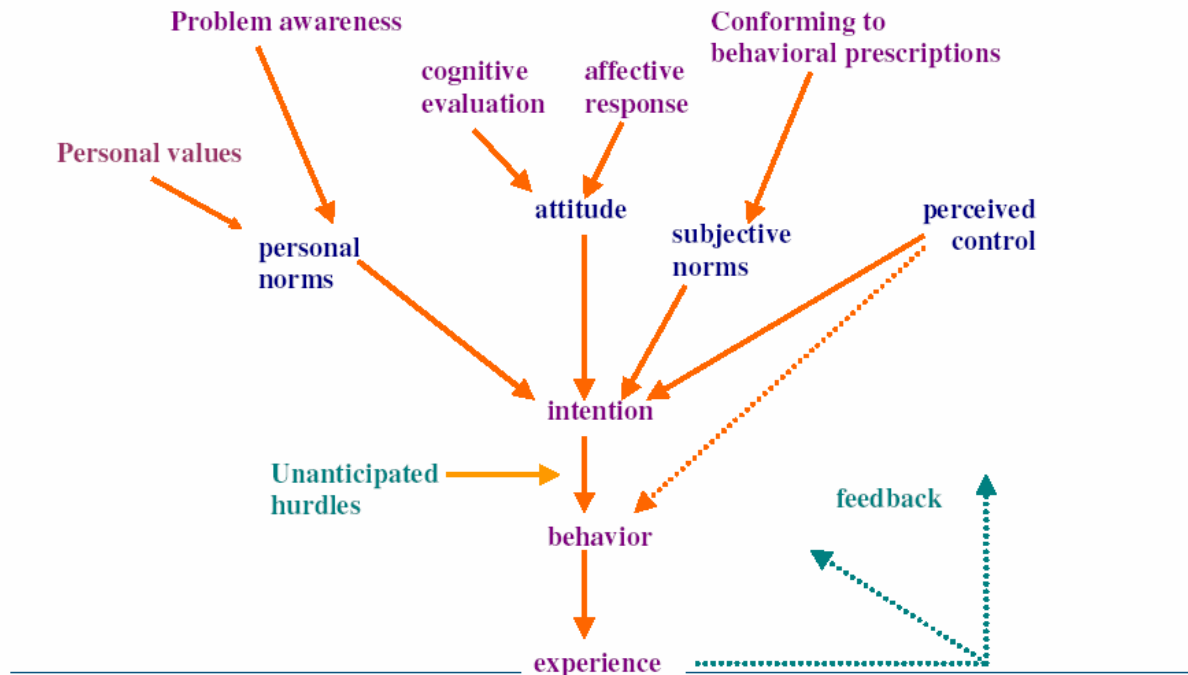 Problem awareness
Conforming to
behavioral prescriptions
cognitive
evaluation
affective
response
Personal values
attitude
perceived
control
subjective
norms
personal
norms
intention
Unanticipated
hurdles
feedback
behavior
experience